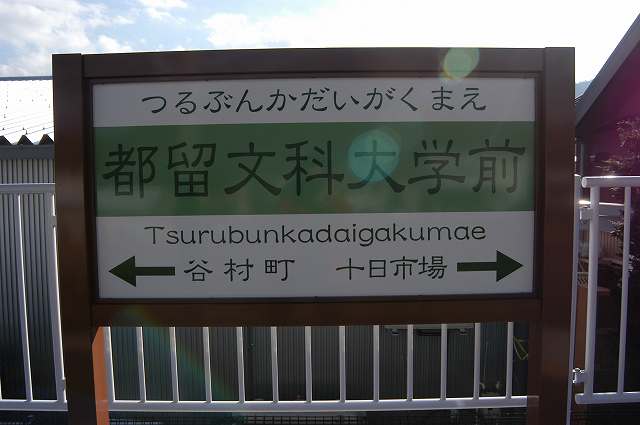 つるぶんかだいがくまえ
都留文科大学前
Tsurubunkadaigakumae
← 谷村町 十日市場 →